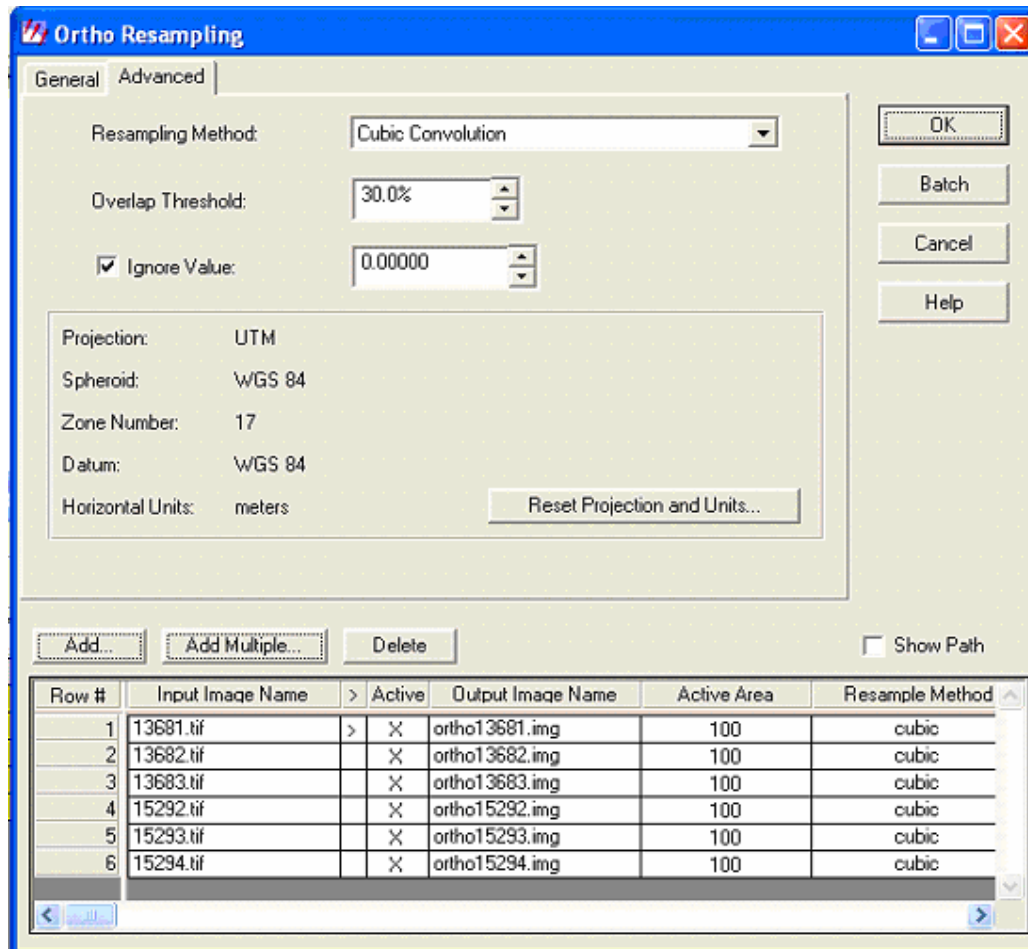 Ortho Resampling
General Advanced
Resampling Method: Cubic Convolution
OK
Overlap Threshold: 30.0%
Batch
Ignore Value: 0.00000
Cancel
Help
Projection: UTM
Spheroid: WGS 84
Zone Number: 17
Datum: WGS 84
Horizontal Units: meters
Reset Projection and Units...
Add... Add Multiple... Delete Show Path
Row # Input Image Name > Active Output Image Name Active Area Resample Method
1 13681.tif > X ortho13681.img 100 cubic
2 13682.tif X ortho13682.img 100 cubic
3 13683.tif X ortho13683.img 100 cubic
4 15292.tif X ortho15292.img 100 cubic
5 15293.tif X ortho15293.img 100 cubic
6 15294.tif X ortho15294.img 100 cubic